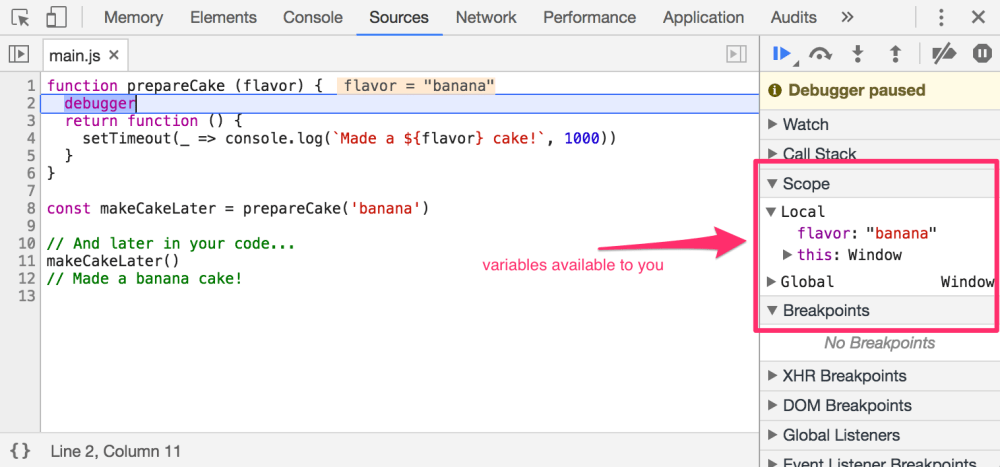 Memory Elements Console Sources Network Performance Application Audits »
main.js ×
1 function prepareCake (flavor) { flavor = "banana"
2 debugger
3 return function () {
4 setTimeout(_ => console.log(`Made a ${flavor} cake!`, 1000))
5 }
6 }
7
8 const makeCakeLater = prepareCake('banana')
9
10 // And later in your code...
11 makeCakeLater()
12 // Made a banana cake!
13
{} Line 2, Column 11
variables available to you
Debugger paused
Watch
Call Stack
Scope
Local
flavor: "banana"
this: Window
Global Window
Breakpoints
No Breakpoints
XHR Breakpoints
DOM Breakpoints
Global Listeners
Event Listener Breakpoints